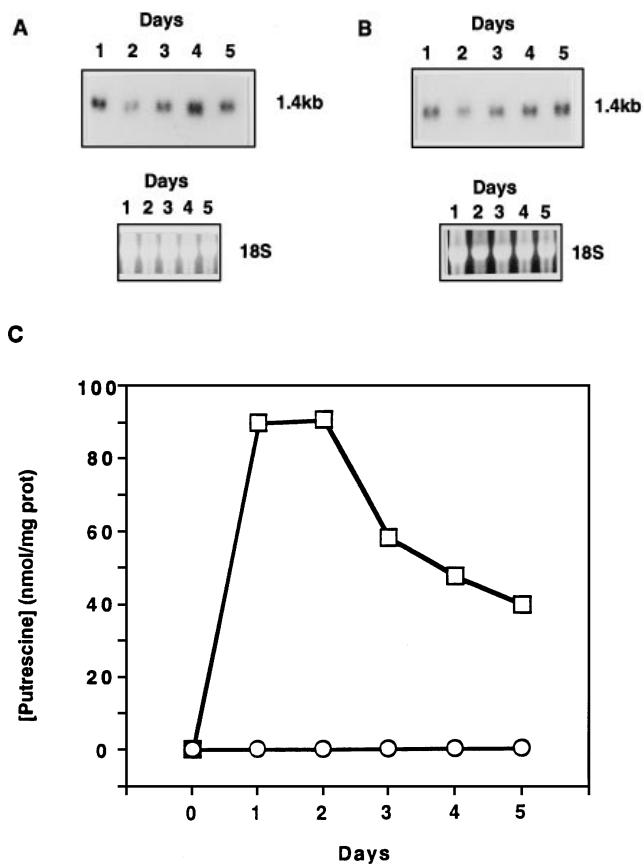 A
Days
1 2 3 4 5
1.4kb
Days
1 2 3 4 5
18S
B
Days
1 2 3 4 5
1.4kb
Days
1 2 3 4 5
18S
C
[Putrescine] (nmol/mg prot)
100
80
60
40
20
0
0 1 2 3 4 5
Days